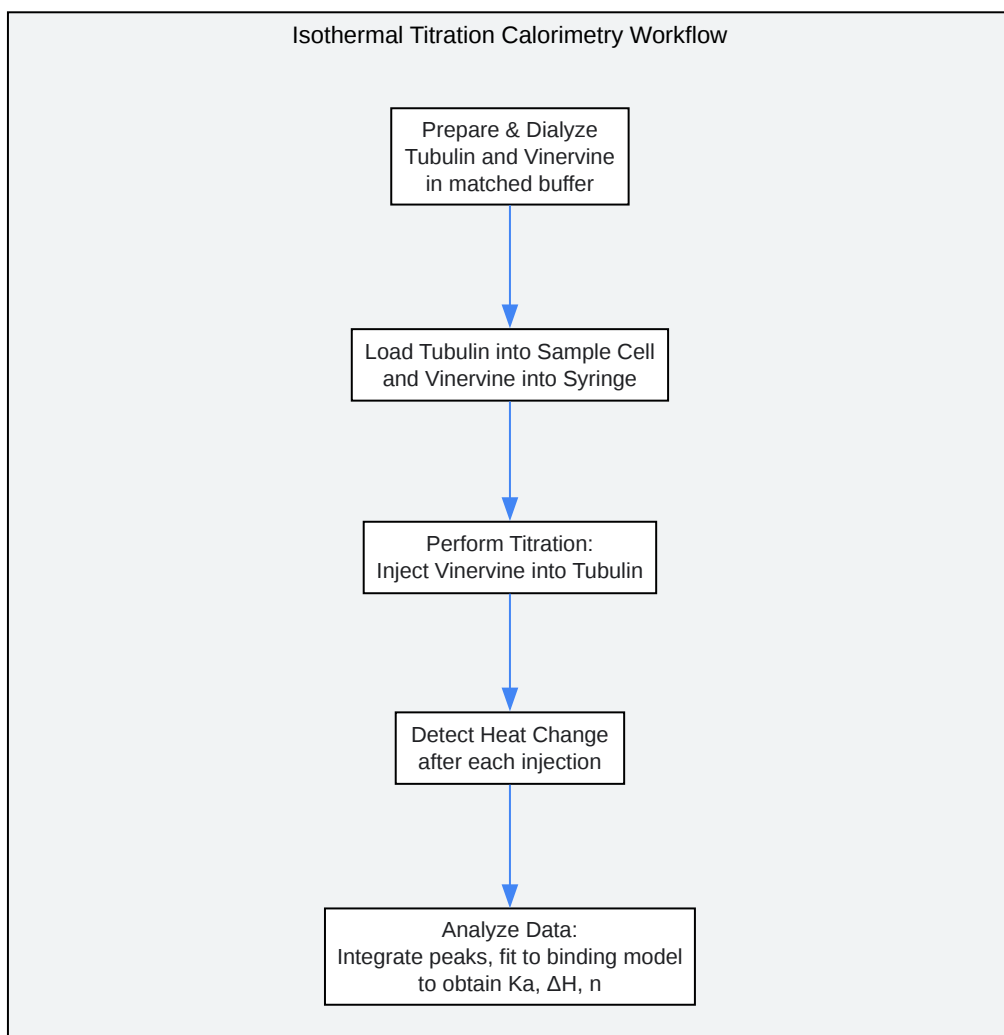 Isothermal Titration Calorimetry Workflow
Prepare & Dialyze
Tubulin and Vinervine
in matched buffer
Load Tubulin into Sample Cell
and Vinervine into Syringe
Perform Titration:
Inject Vinervine into Tubulin
Detect Heat Change
after each injection
Analyze Data:
Integrate peaks, fit to binding model
to obtain Ka, ΔH, n